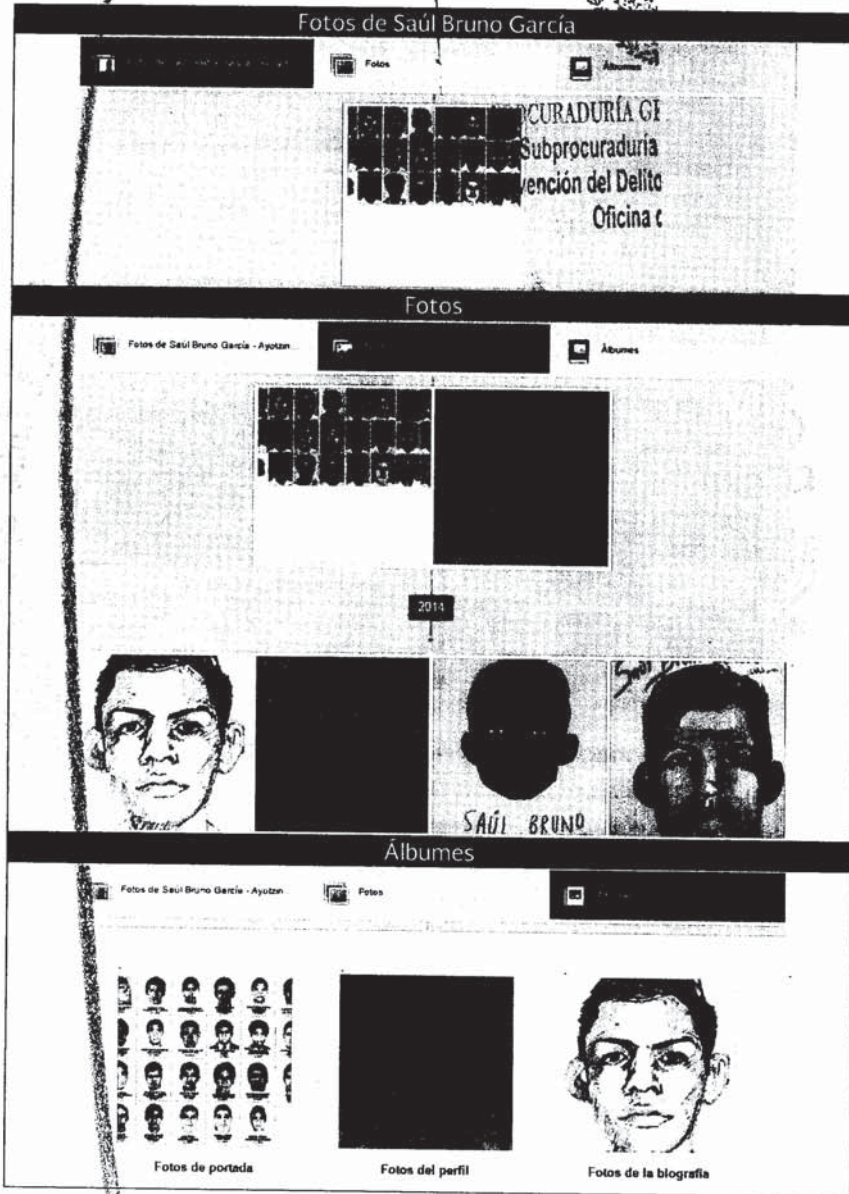 Fotos de Saúl Bruno García
Fotos
Álbumes
CURADURÍA GE
Subprocuraduría
vención del Delito
Oficina
Fotos
Fotos de Saúl Bruno García - Ayotzin...
Álbumes
2014
SAÚL BRUNO
Álbumes
Fotos de Saúl Bruno García - Ayotzin...
Fotos
Fotos de portada
Fotos del perfil
Fotos de la biografía